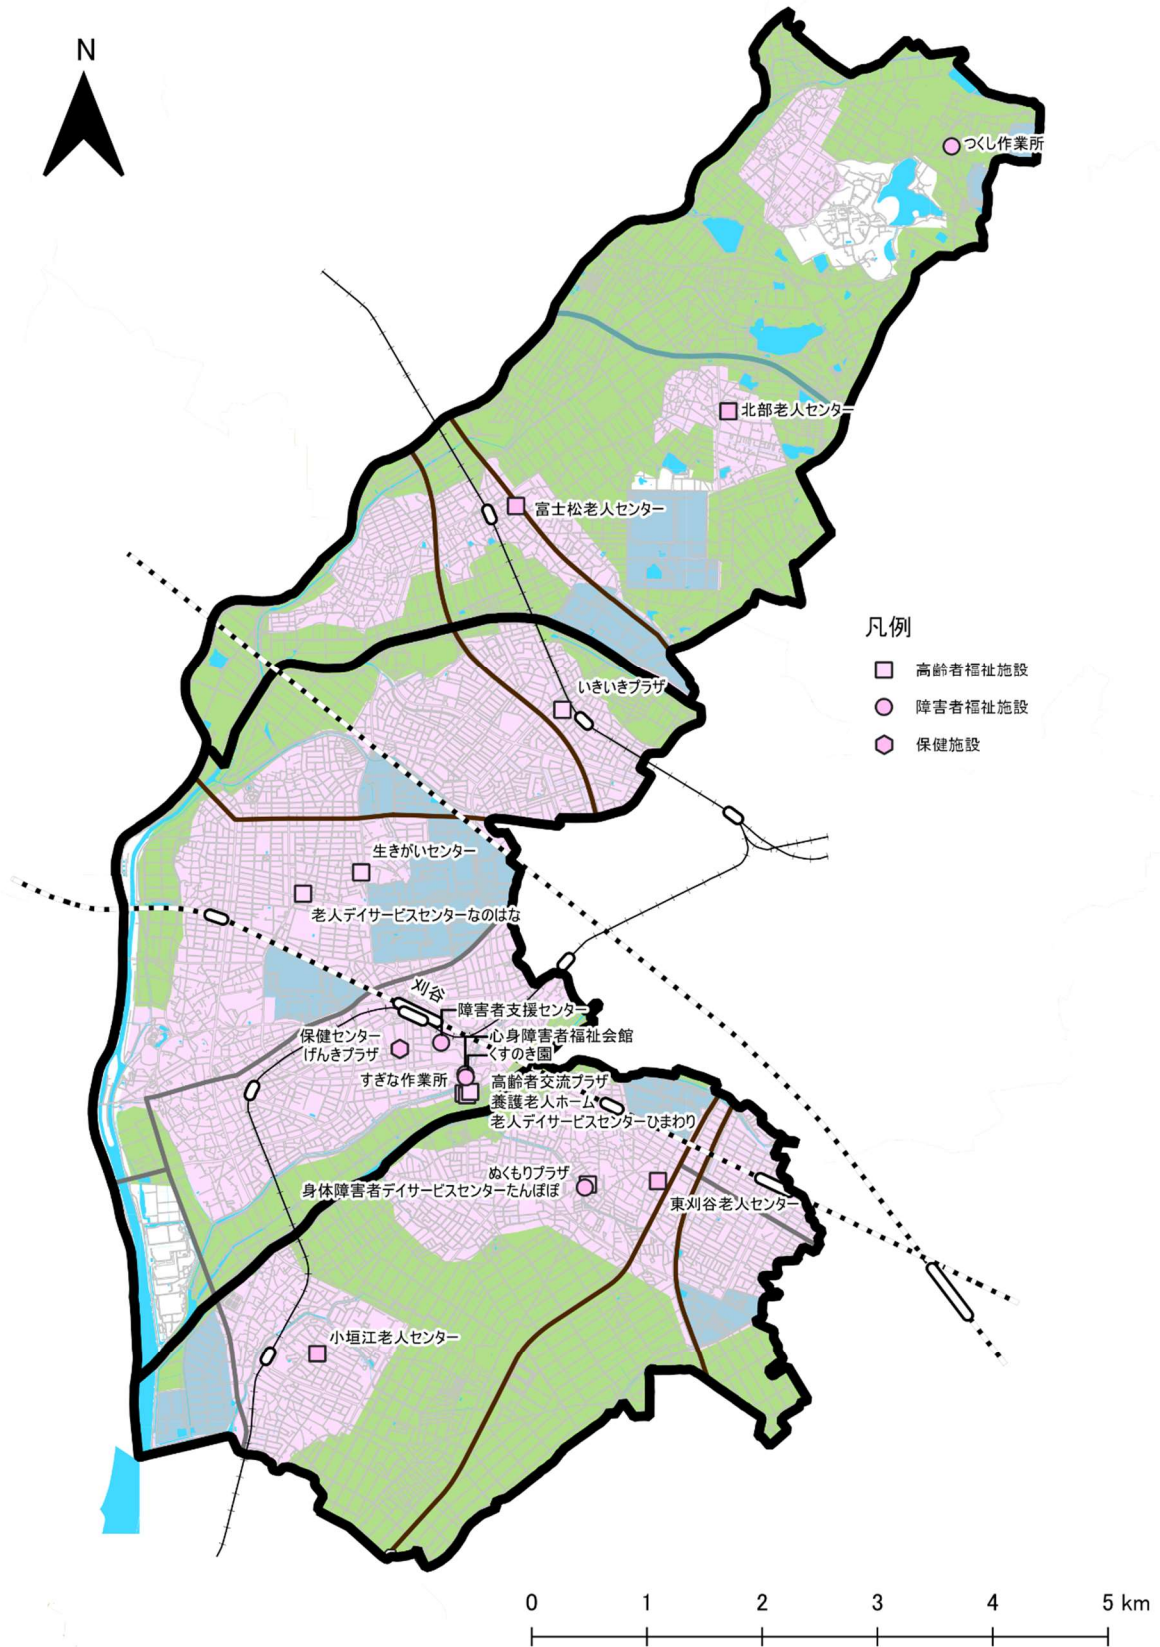 N
つくし作業所
北部老人センター
富士松老人センター
凡例
高齢者福祉施設
障害者福祉施設
保健施設
いきいきプラザ
生きがいセンター
老人デイサービスセンターなのはな
刈谷
障害者支援センター
保健センター
げんきプラザ
心身障害者福祉会館
くすのき園
すぎな作業所
高齢者交流プラザ
養護老人ホーム
老人デイサービスセンターひまわり
ぬくもりプラザ
身体障害者デイサービスセンターたんぽぽ
東刈谷老人センター
小垣江老人センター
0 1 2 3 4 5 km